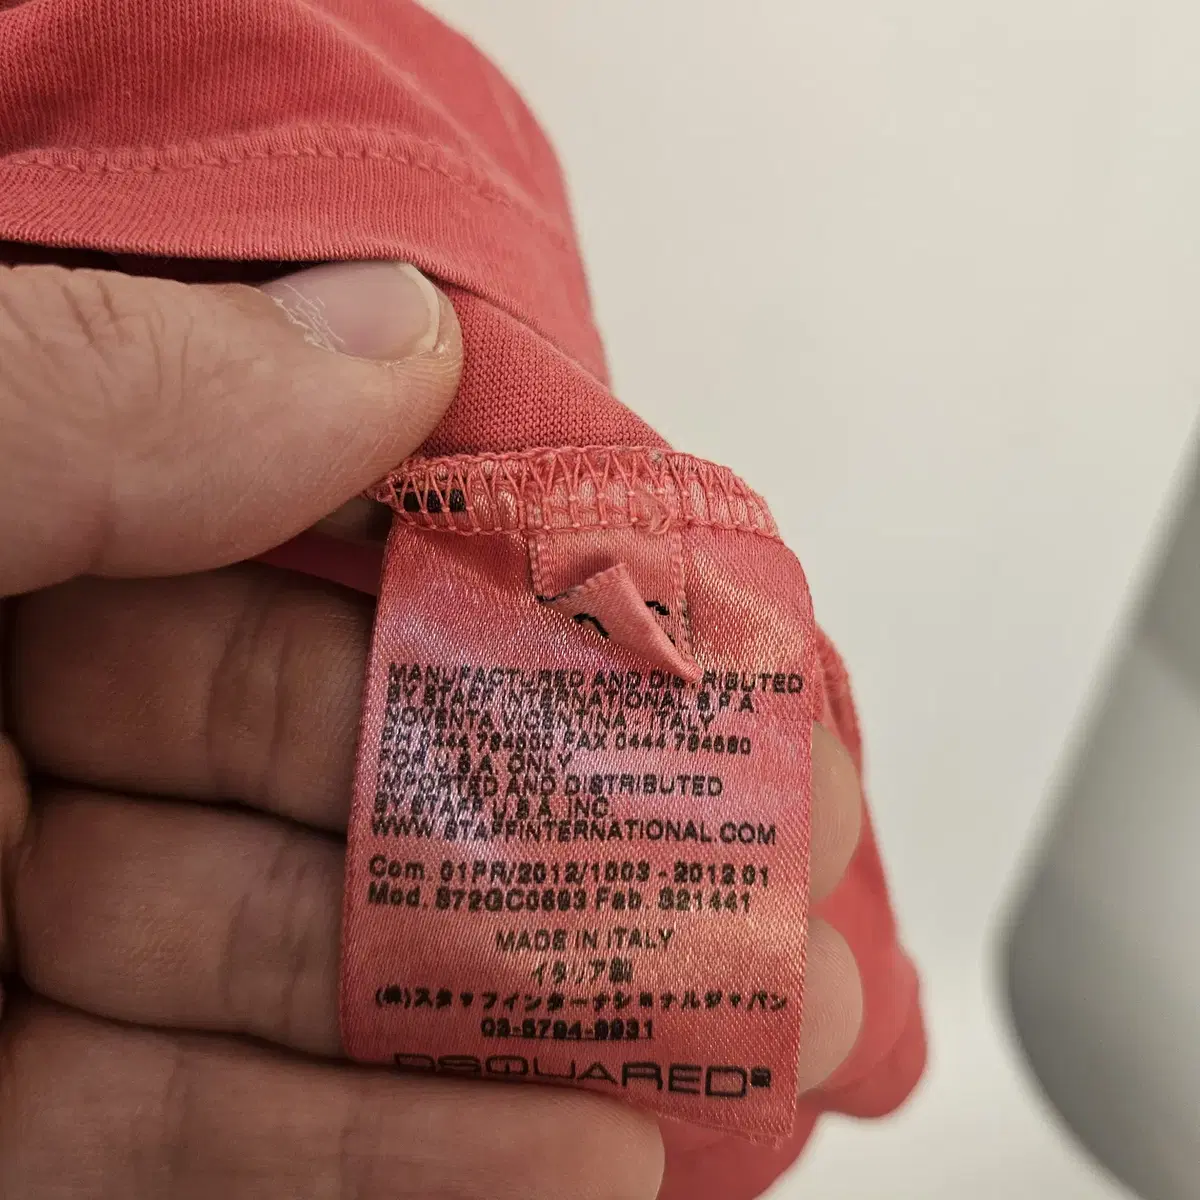 MANUFACTURED AND DISTRIBUTED
BY STAFF INTERNATIONAL S.P.A
NOVENTA VICENTINA, ITALY
PH 0444 784600 FAX 0444 784680
FOR U.S.A. ONLY
IMPORTED AND DISTRIBUTED
BY STAFF U.S.A. INC
WWW.STAFFINTERNATIONAL.COM
Com. 01PR/2012/1003 - 2012 01
Mod. S72GC0693 Fab. S21441
MADE IN ITALY
イタリア製
(株)スタッフインターナショナルジャパン
03-5794-9931
DSQUARED²